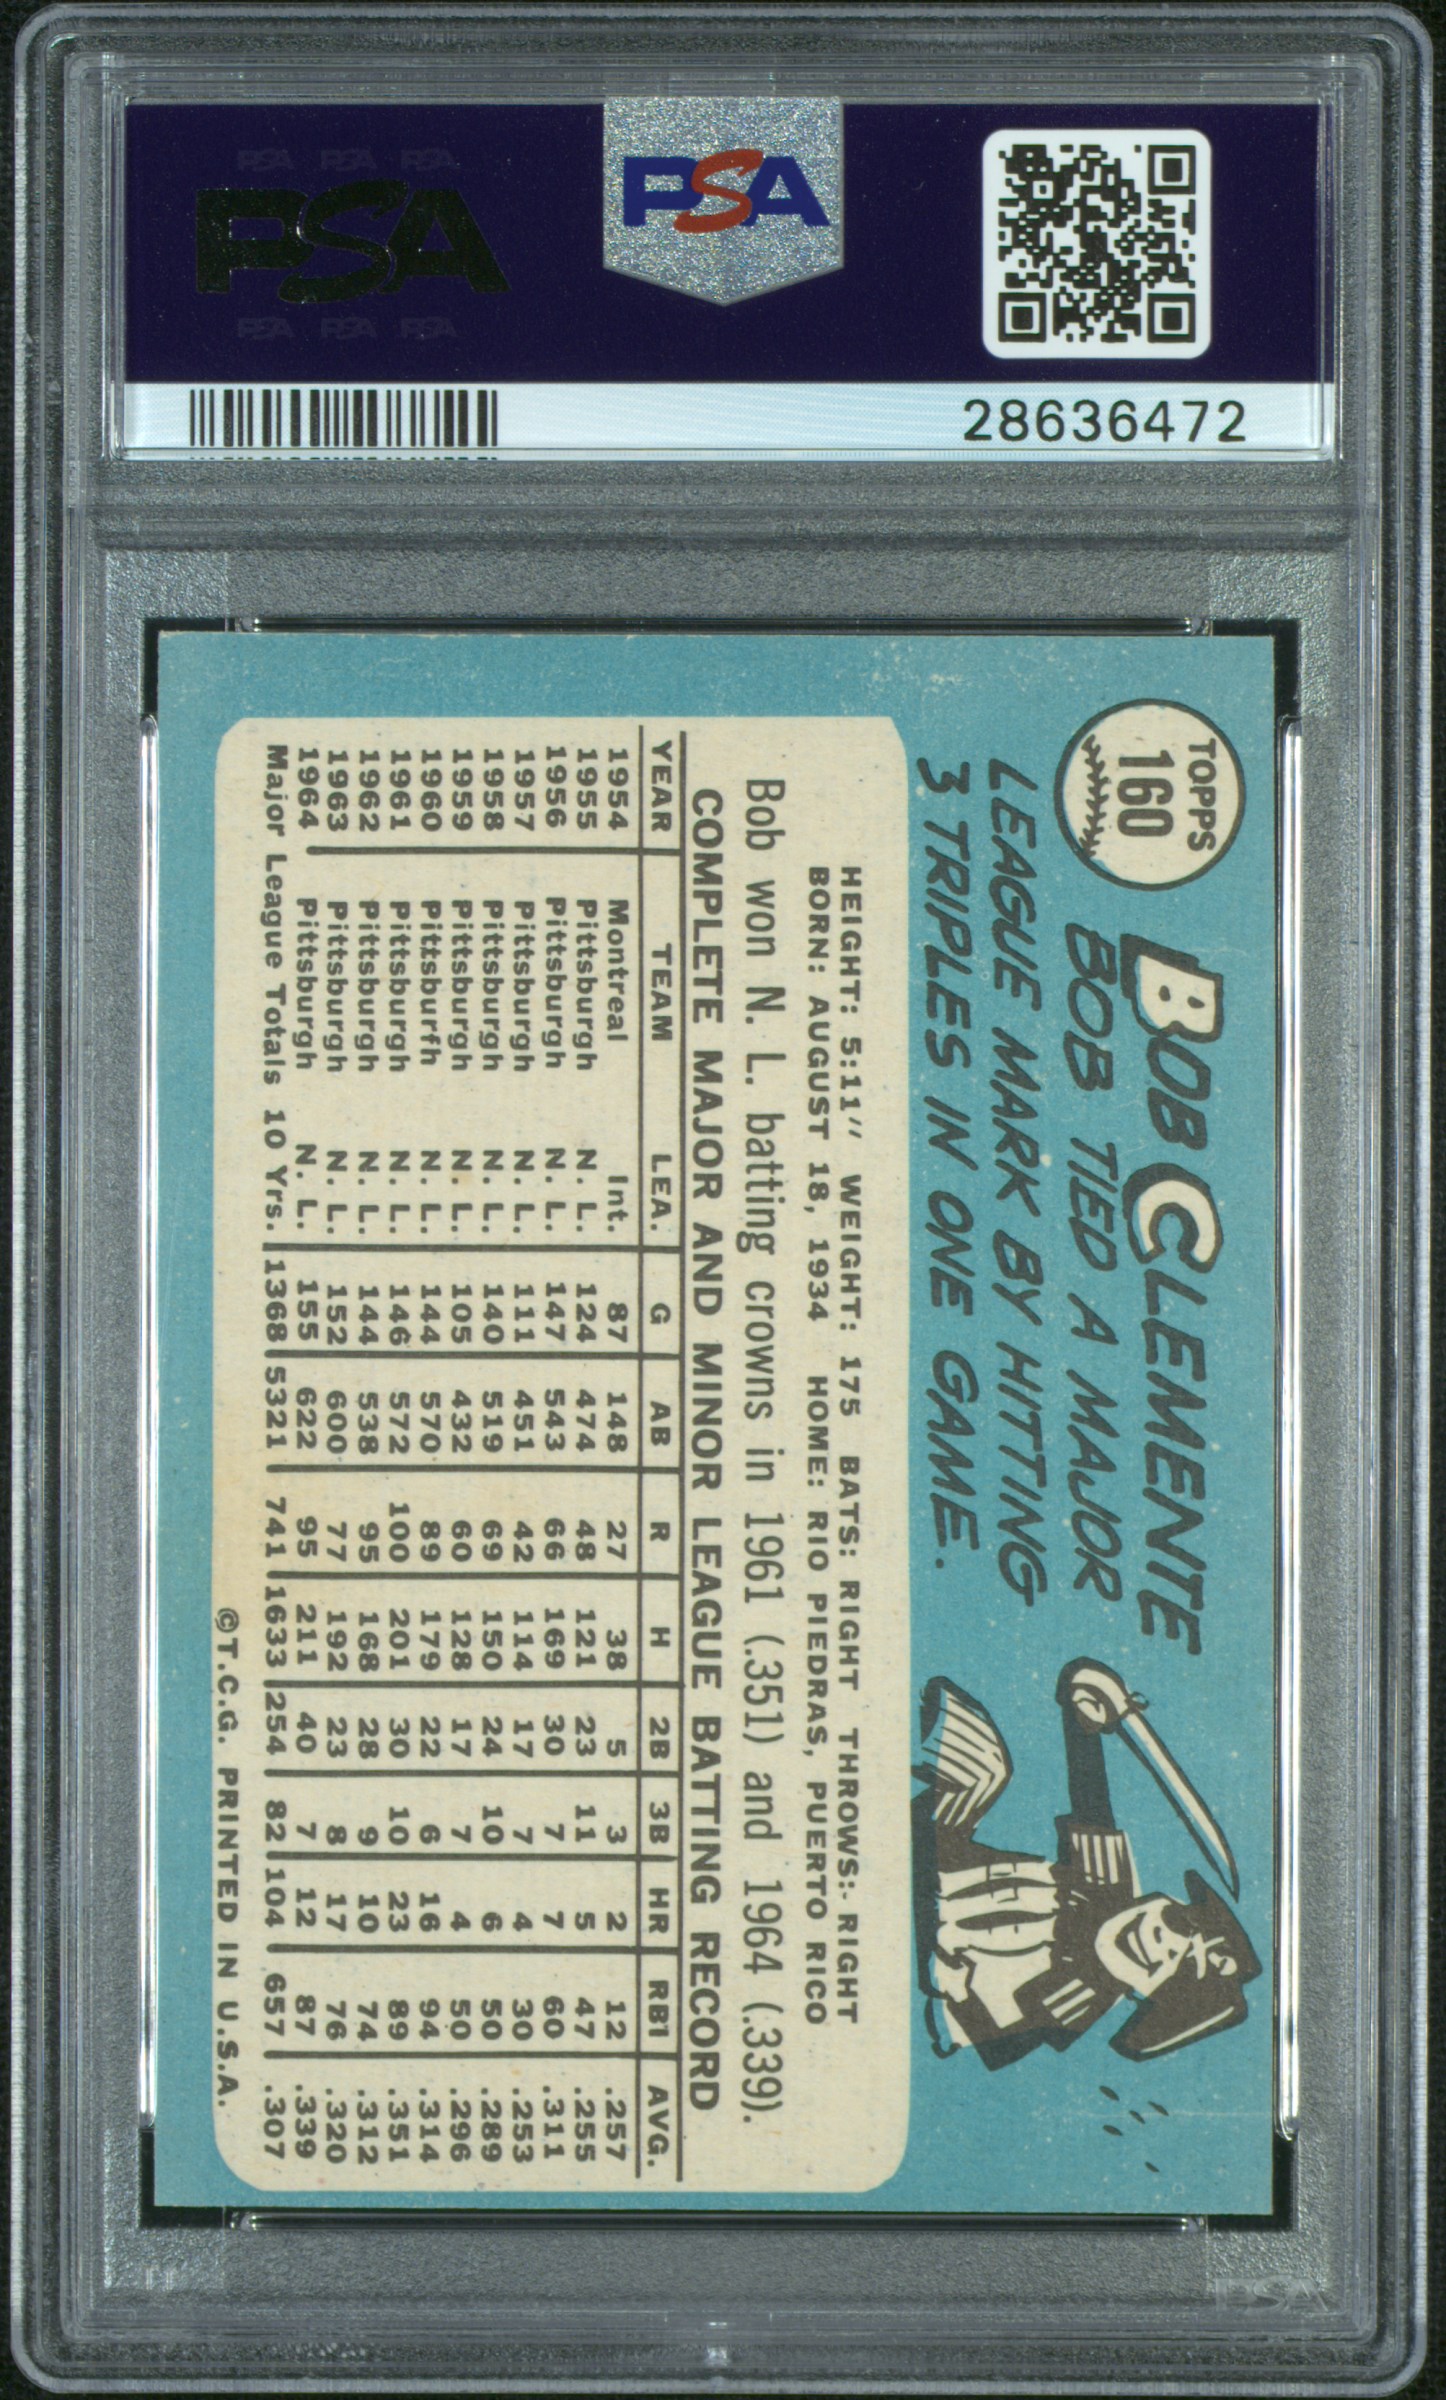 PSA PSA PSA
PSA
PSA PSA PSA
PSA
28636472
TOPPS
160
BOB CLEMENTE
BOB TIED A MAJOR
LEAGUE MARK BY HITTING
3 TRIPLES IN ONE GAME.
HEIGHT: 5:11″ WEIGHT: 175 BATS: RIGHT THROWS:- RIGHT
BORN: AUGUST 18, 1934 HOME: RIO PIEDRAS, PUERTO RICO
Bob won N. L. batting crowns in 1961 (.351) and 1964 (.339).
COMPLETE MAJOR AND MINOR LEAGUE BATTING RECORD
YEAR TEAM LEA. G AB R H 2B 3B HR RBI AVG.
1954 Montreal Int. 87 148 27 38 5 3 2 12 .257
1955 Pittsburgh N. L. 124 474 48 121 23 11 5 47 .255
1956 Pittsburgh N. L. 147 543 66 169 30 7 7 60 .311
1957 Pittsburgh N. L. 111 451 42 114 17 7 4 30 .253
1958 Pittsburgh N. L. 140 519 69 150 24 10 6 50 .289
1959 Pittsburgh N. L. 105 432 60 128 17 7 4 50 .296
1960 Pittsburfh N. L. 144 570 89 179 22 6 16 94 .314
1961 Pittsburgh N. L. 146 572 100 201 30 10 23 89 .351
1962 Pittsburgh N. L. 144 538 95 168 28 9 10 74 .312
1963 Pittsburgh N. L. 152 600 77 192 23 8 17 76 .320
1964 Pittsburgh N. L. 155 622 95 211 40 7 12 87 .339
Major League Totals 10 Yrs. 1368 5321 741 1633 254 82 104 657 .307
©T.C.G. PRINTED IN U.S.A.
PSA